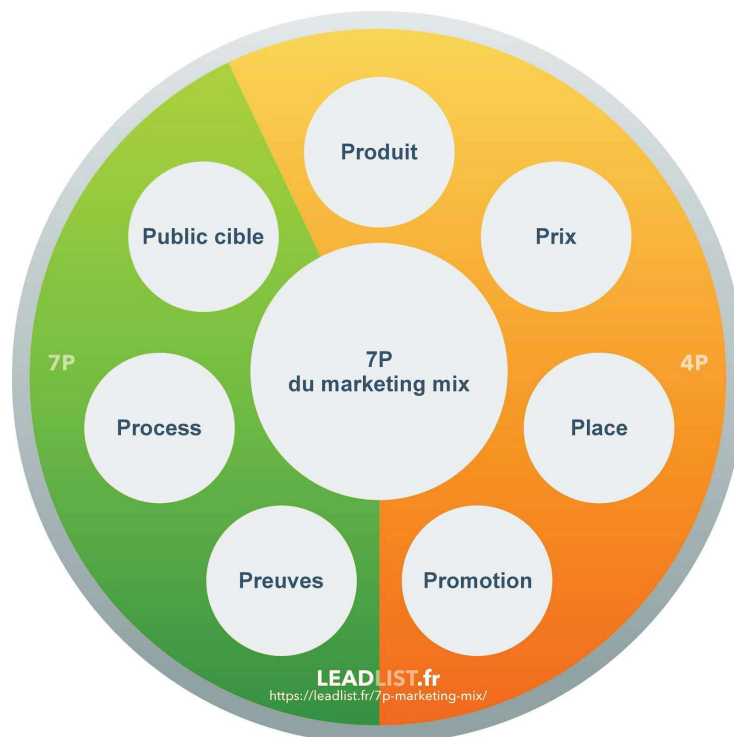 Produit
Public cible
Prix
7P
7P
du marketing mix
4P
Process
Place
Preuves
Promotion
LEADLIST.fr
https://leadlist.fr/7p-marketing-mix/